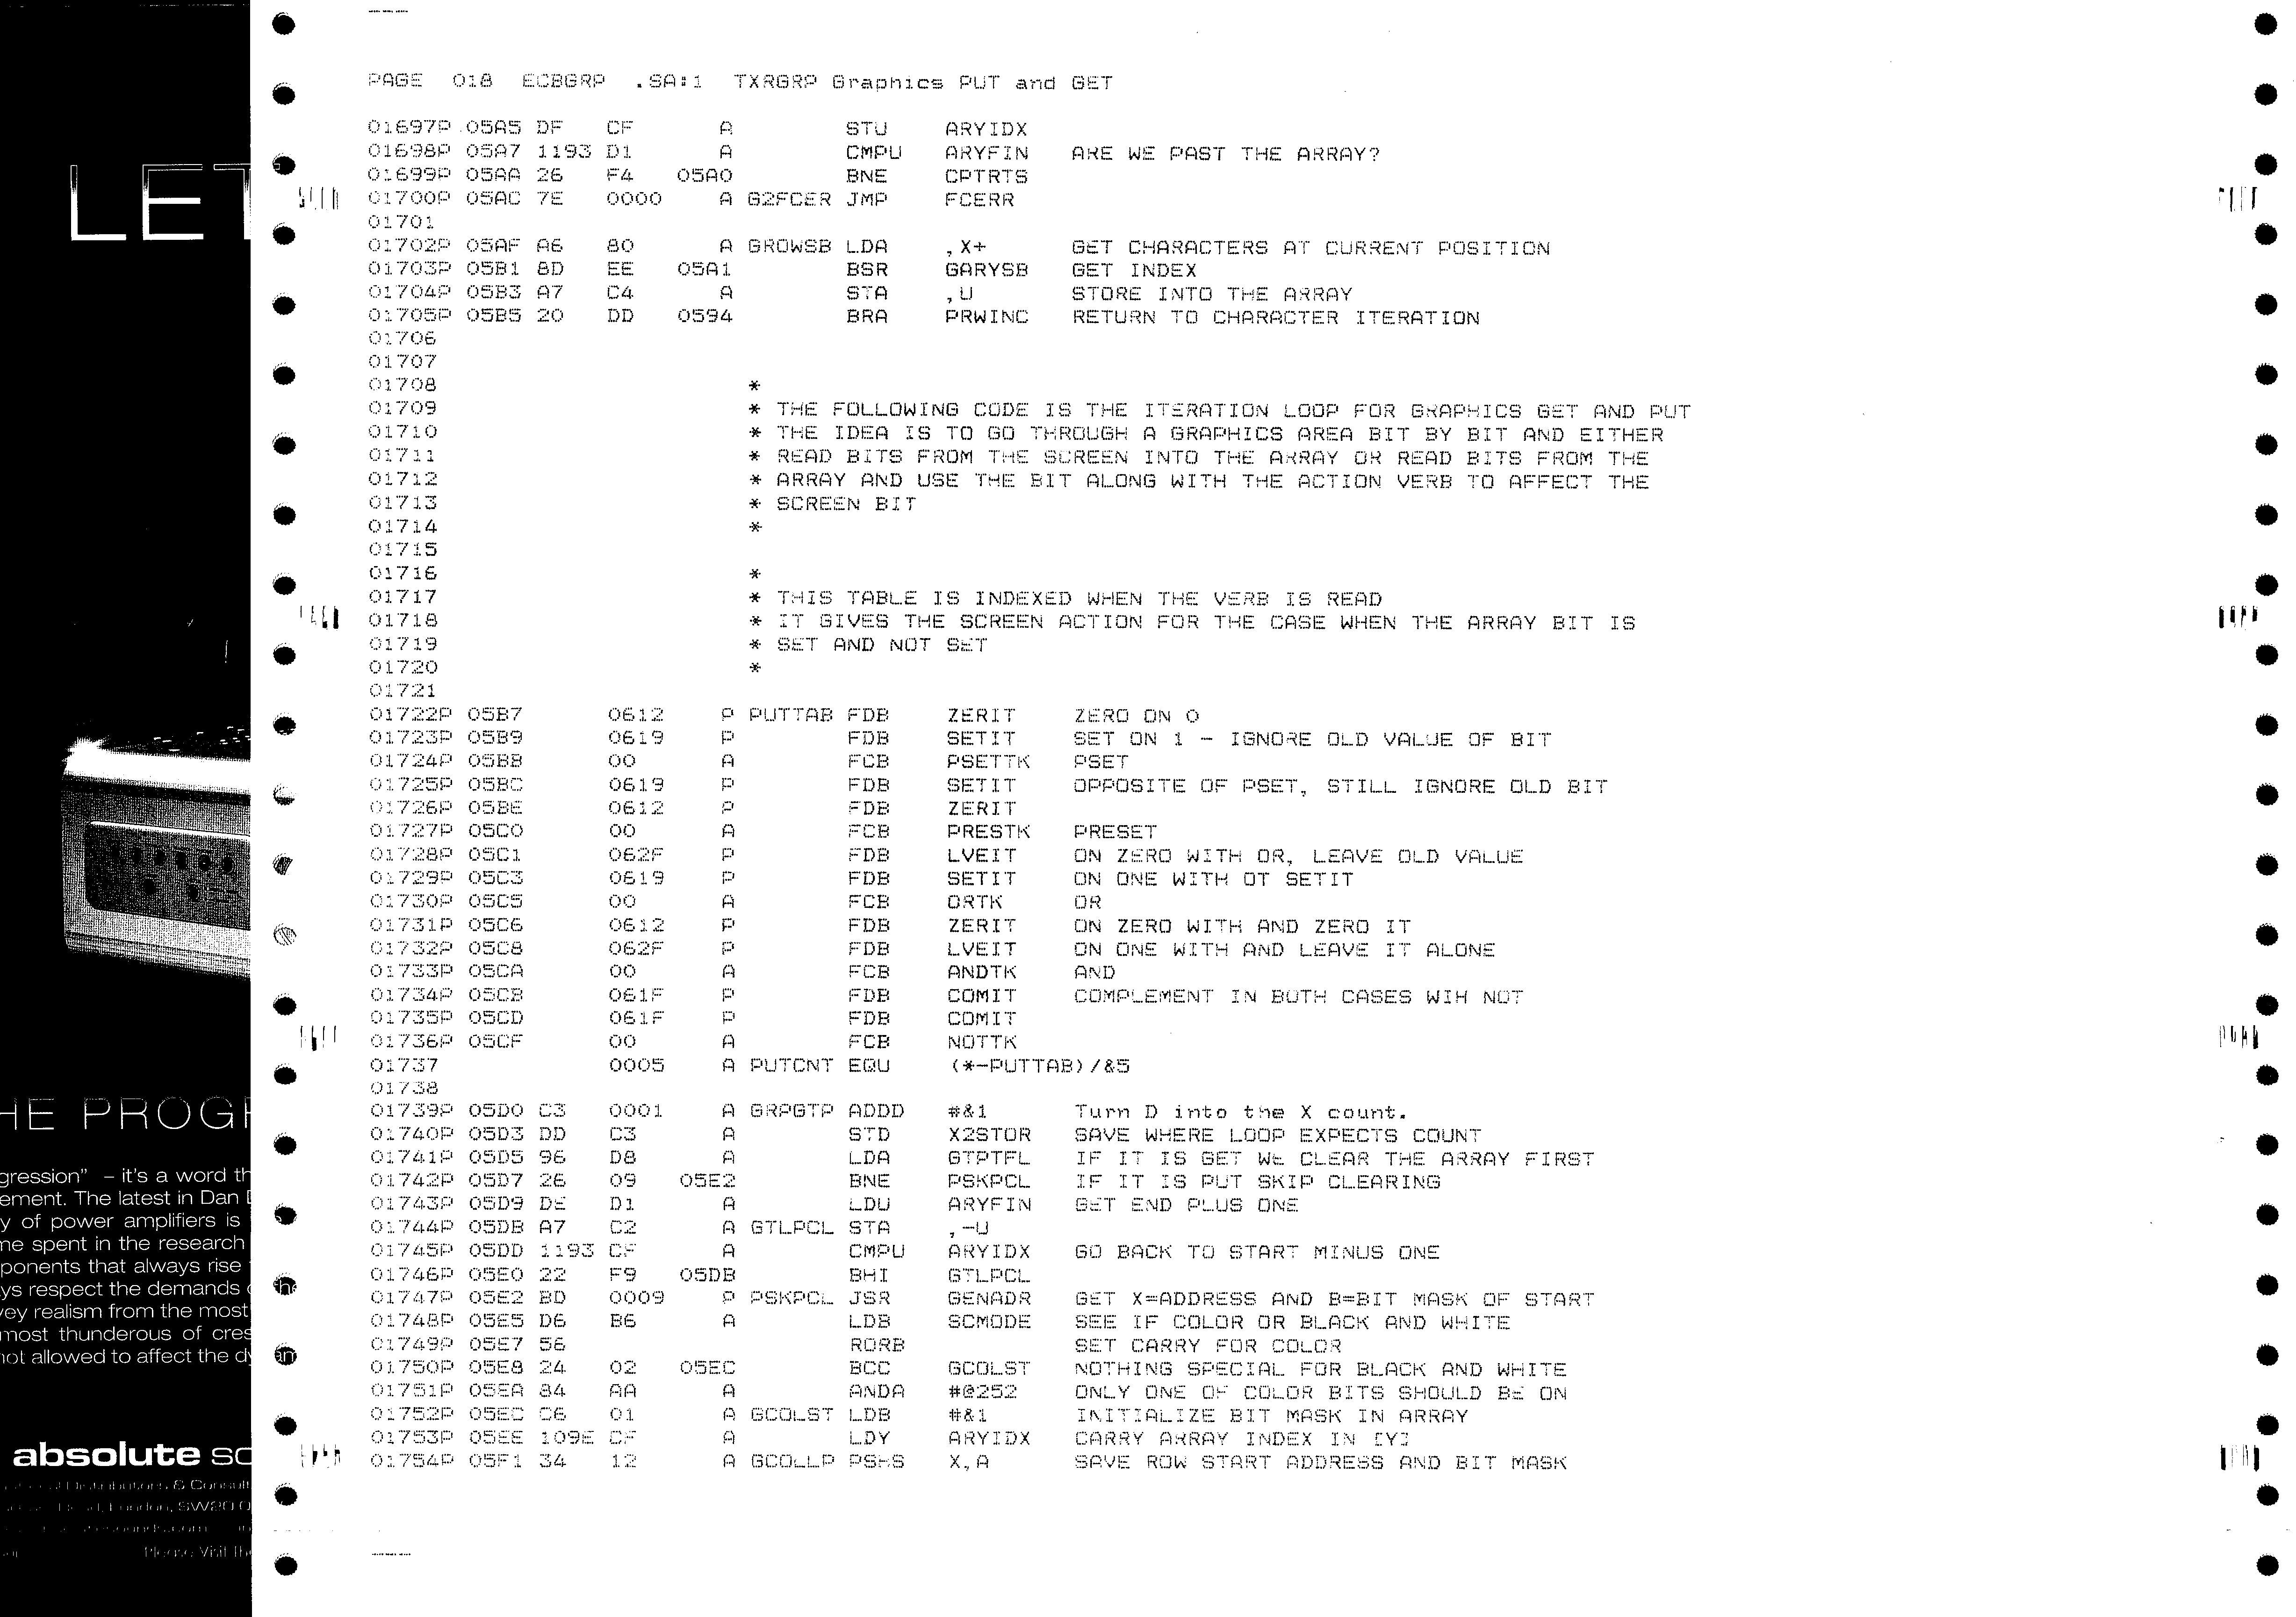 LET
HE PROGR
gression" – it's a word th
ement. The latest in Dan
y of power amplifiers is
me spent in the research
ponents that always rise
ys respect the demands
vey realism from the most
most thunderous of cres
not allowed to affect the dy
absolute so
Please Visit the
PAGE 018 ECBGRP .SA:1 TXRGRP Graphics PUT and GET
01697P 05A5 DF CF A STU ARYIDX
01698P 05A7 1193 D1 A CMPU ARYFIN ARE WE PAST THE ARRAY?
01699P 05AA 26 F4 05A0 BNE CPTRTS
01700P 05AC 7E 0000 A G2FCER JMP FCERR
01701
01702P 05AF A6 80 A GROWSB LDA ,X+ GET CHARACTERS AT CURRENT POSITION
01703P 05B1 8D EE 05A1 BSR GARYSB GET INDEX
01704P 05B3 A7 C4 A STA ,U STORE INTO THE ARRAY
01705P 05B5 20 DD 0594 BRA PRWINC RETURN TO CHARACTER ITERATION
01706
01707
01708 *
01709 * THE FOLLOWING CODE IS THE ITERATION LOOP FOR GRAPHICS GET AND PUT
01710 * THE IDEA IS TO GO THROUGH A GRAPHICS AREA BIT BY BIT AND EITHER
01711 * READ BITS FROM THE SCREEN INTO THE ARRAY OR READ BITS FROM THE
01712 * ARRAY AND USE THE BIT ALONG WITH THE ACTION VERB TO AFFECT THE
01713 * SCREEN BIT
01714 *
01715
01716 *
01717 * THIS TABLE IS INDEXED WHEN THE VERB IS READ
01718 * IT GIVES THE SCREEN ACTION FOR THE CASE WHEN THE ARRAY BIT IS
01719 * SET AND NOT SET
01720 *
01721
01722P 05B7 0612 P PUTTAB FDB ZERIT ZERO ON 0
01723P 05B9 0619 P FDB SETIT SET ON 1 - IGNORE OLD VALUE OF BIT
01724P 05BB 00 A FCB PSETTK PSET
01725P 05BC 0619 P FDB SETIT OPPOSITE OF PSET, STILL IGNORE OLD BIT
01726P 05BE 0612 P FDB ZERIT
01727P 05C0 00 A FCB PRESTK PRESET
01728P 05C1 062F P FDB LVEIT ON ZERO WITH OR, LEAVE OLD VALUE
01729P 05C3 0619 P FDB SETIT ON ONE WITH OT SETIT
01730P 05C5 00 A FCB ORTK OR
01731P 05C6 0612 P FDB ZERIT ON ZERO WITH AND ZERO IT
01732P 05C8 062F P FDB LVEIT ON ONE WITH AND LEAVE IT ALONE
01733P 05CA 00 A FCB ANDTK AND
01734P 05CB 061F P FDB COMIT COMPLEMENT IN BOTH CASES WIH NOT
01735P 05CD 061F P FDB COMIT
01736P 05CF 00 A FCB NOTTK
01737 0005 A PUTCNT EQU (*-PUTTAB)/&5
01738
01739P 05D0 C3 0001 A GRPGTP ADDD #&1 Turn D into the X count.
01740P 05D3 DD C3 A STD X2STOR SAVE WHERE LOOP EXPECTS COUNT
01741P 05D5 96 D8 A LDA GTPTFL IF IT IS GET WE CLEAR THE ARRAY FIRST
01742P 05D7 26 09 05E2 BNE PSKPCL IF IT IS PUT SKIP CLEARING
01743P 05D9 DE D1 A LDU ARYFIN GET END PLUS ONE
01744P 05DB A7 C2 A GTLPCL STA ,-U
01745P 05DD 1193 CF A CMPU ARYIDX GO BACK TO START MINUS ONE
01746P 05E0 22 F9 05DB BHI GTLPCL
01747P 05E2 BD 0009 P PSKPCL JSR GENADR GET X=ADDRESS AND B=BIT MASK OF START
01748P 05E5 D6 B6 A LDB SCMODE SEE IF COLOR OR BLACK AND WHITE
01749P 05E7 56 RORB SET CARRY FOR COLOR
01750P 05E8 24 02 05EC BCC GCOLST NOTHING SPECIAL FOR BLACK AND WHITE
01751P 05EA 84 AA A ANDA #@252 ONLY ONE OF COLOR BITS SHOULD BE ON
01752P 05EC C6 01 A GCOLST LDB #&1 INITIALIZE BIT MASK IN ARRAY
01753P 05EE 109E CF A LDY ARYIDX CARRY ARRAY INDEX IN [Y]
01754P 05F1 34 12 A GCOLLP PSHS X,A SAVE ROW START ADDRESS AND BIT MASK